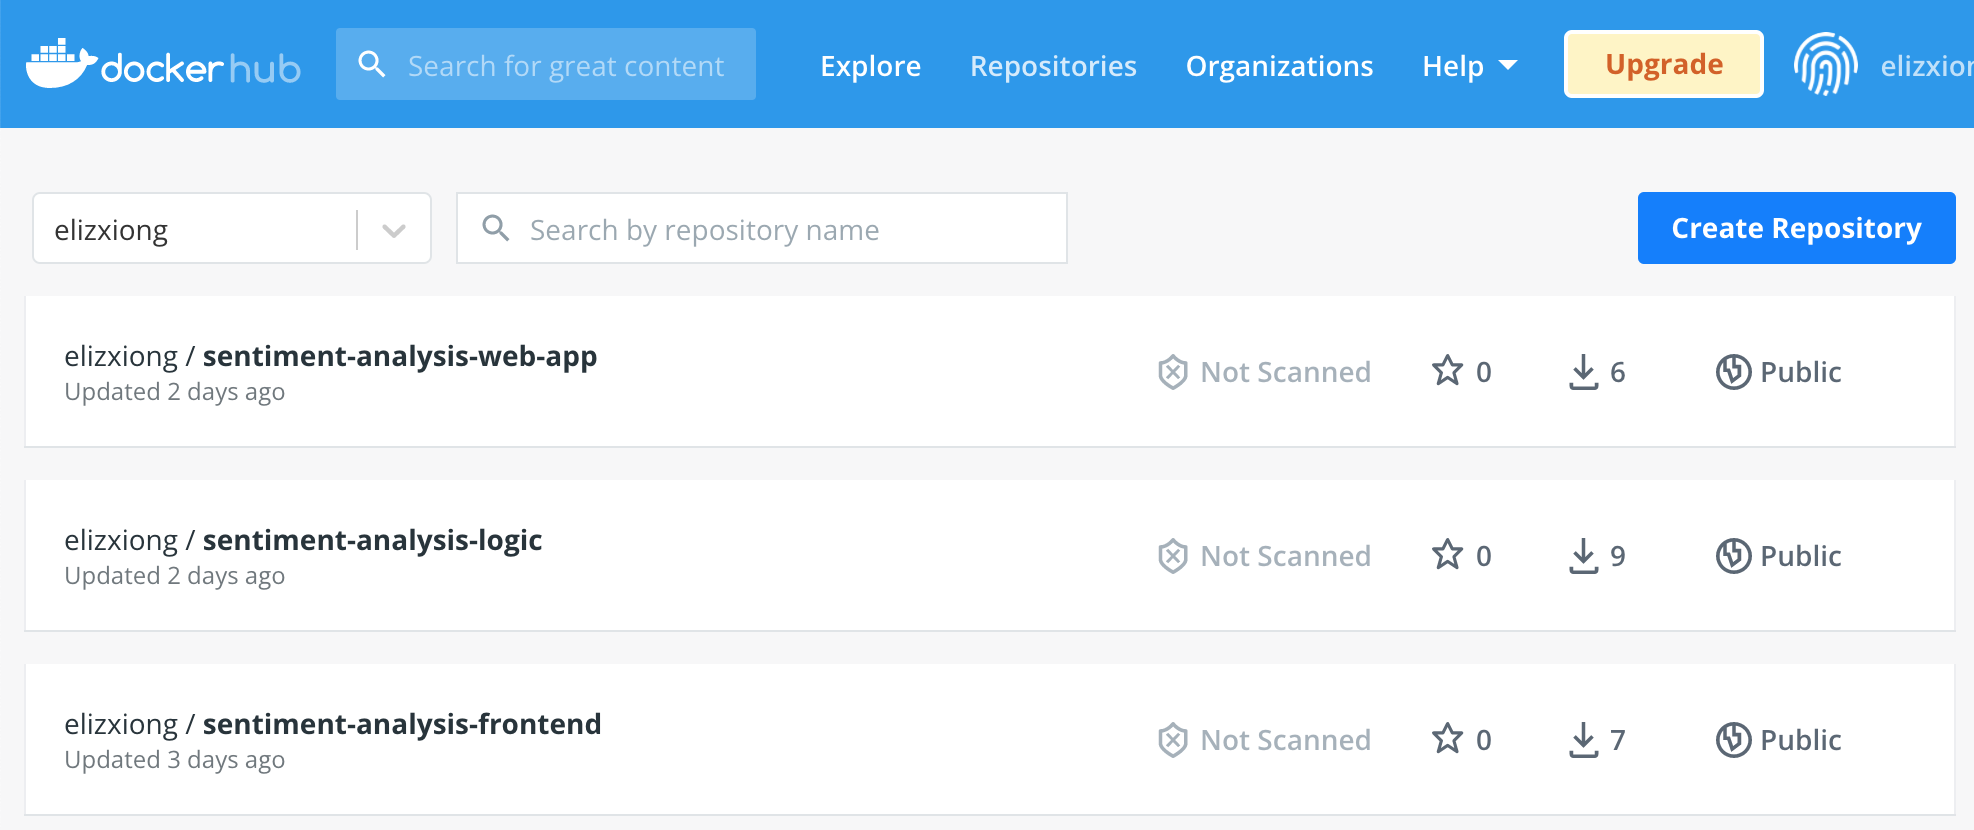 docker hub
Search for great content
Explore
Repositories
Organizations
Help
Upgrade
elizxion
elizxiong
Search by repository name
Create Repository
elizxiong / sentiment-analysis-web-app
Updated 2 days ago
Not Scanned
0
6
Public
elizxiong / sentiment-analysis-logic
Updated 2 days ago
Not Scanned
0
9
Public
elizxiong / sentiment-analysis-frontend
Updated 3 days ago
Not Scanned
0
7
Public